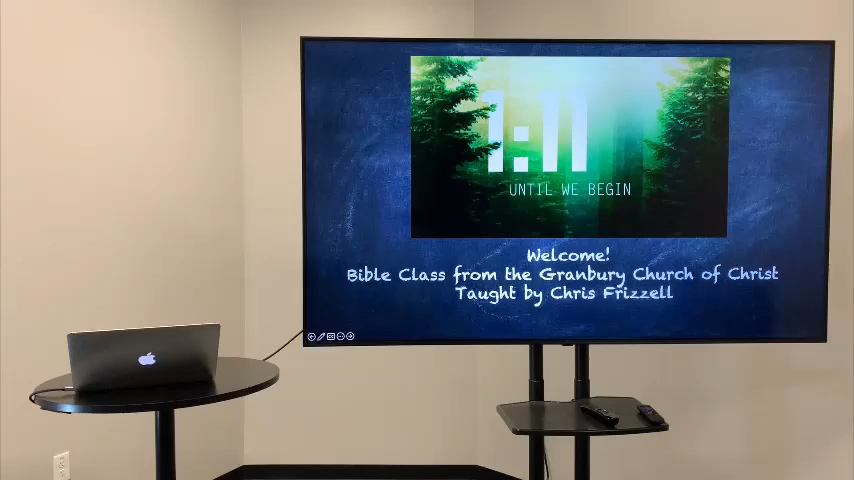 1:11
UNTIL WE BEGIN
Welcome!
Bible Class from the Granbury Church of Christ
Taught by Chris Frizzell